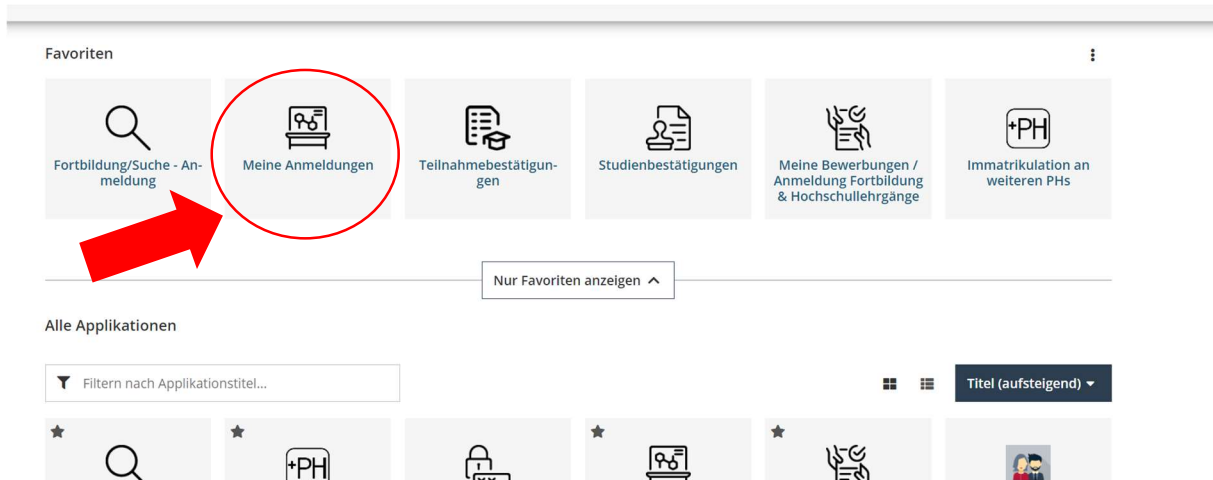 Favoriten
Fortbildung/Suche - An-
meldung
Meine Anmeldungen
Teilnahmebestätigun-
gen
Studienbestätigungen
Meine Bewerbungen /
Anmeldung Fortbildung
& Hochschullehrgänge
+PH
Immatrikulation an
weiteren PHs
Nur Favoriten anzeigen
Alle Applikationen
Filtern nach Applikationstitel...
Titel (aufsteigend)
+PH